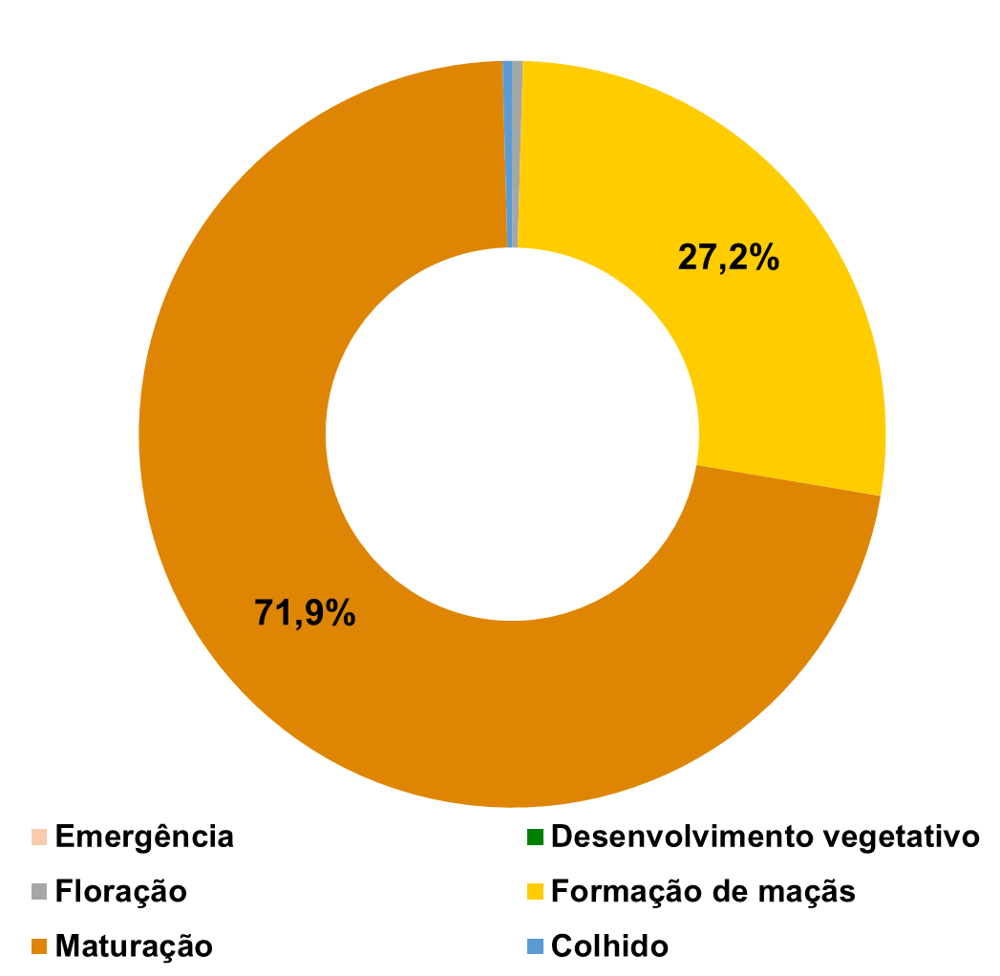 27,2%
71,9%
Emergência
Desenvolvimento vegetativo
Floração
Formação de maçãs
Maturação
Colhido